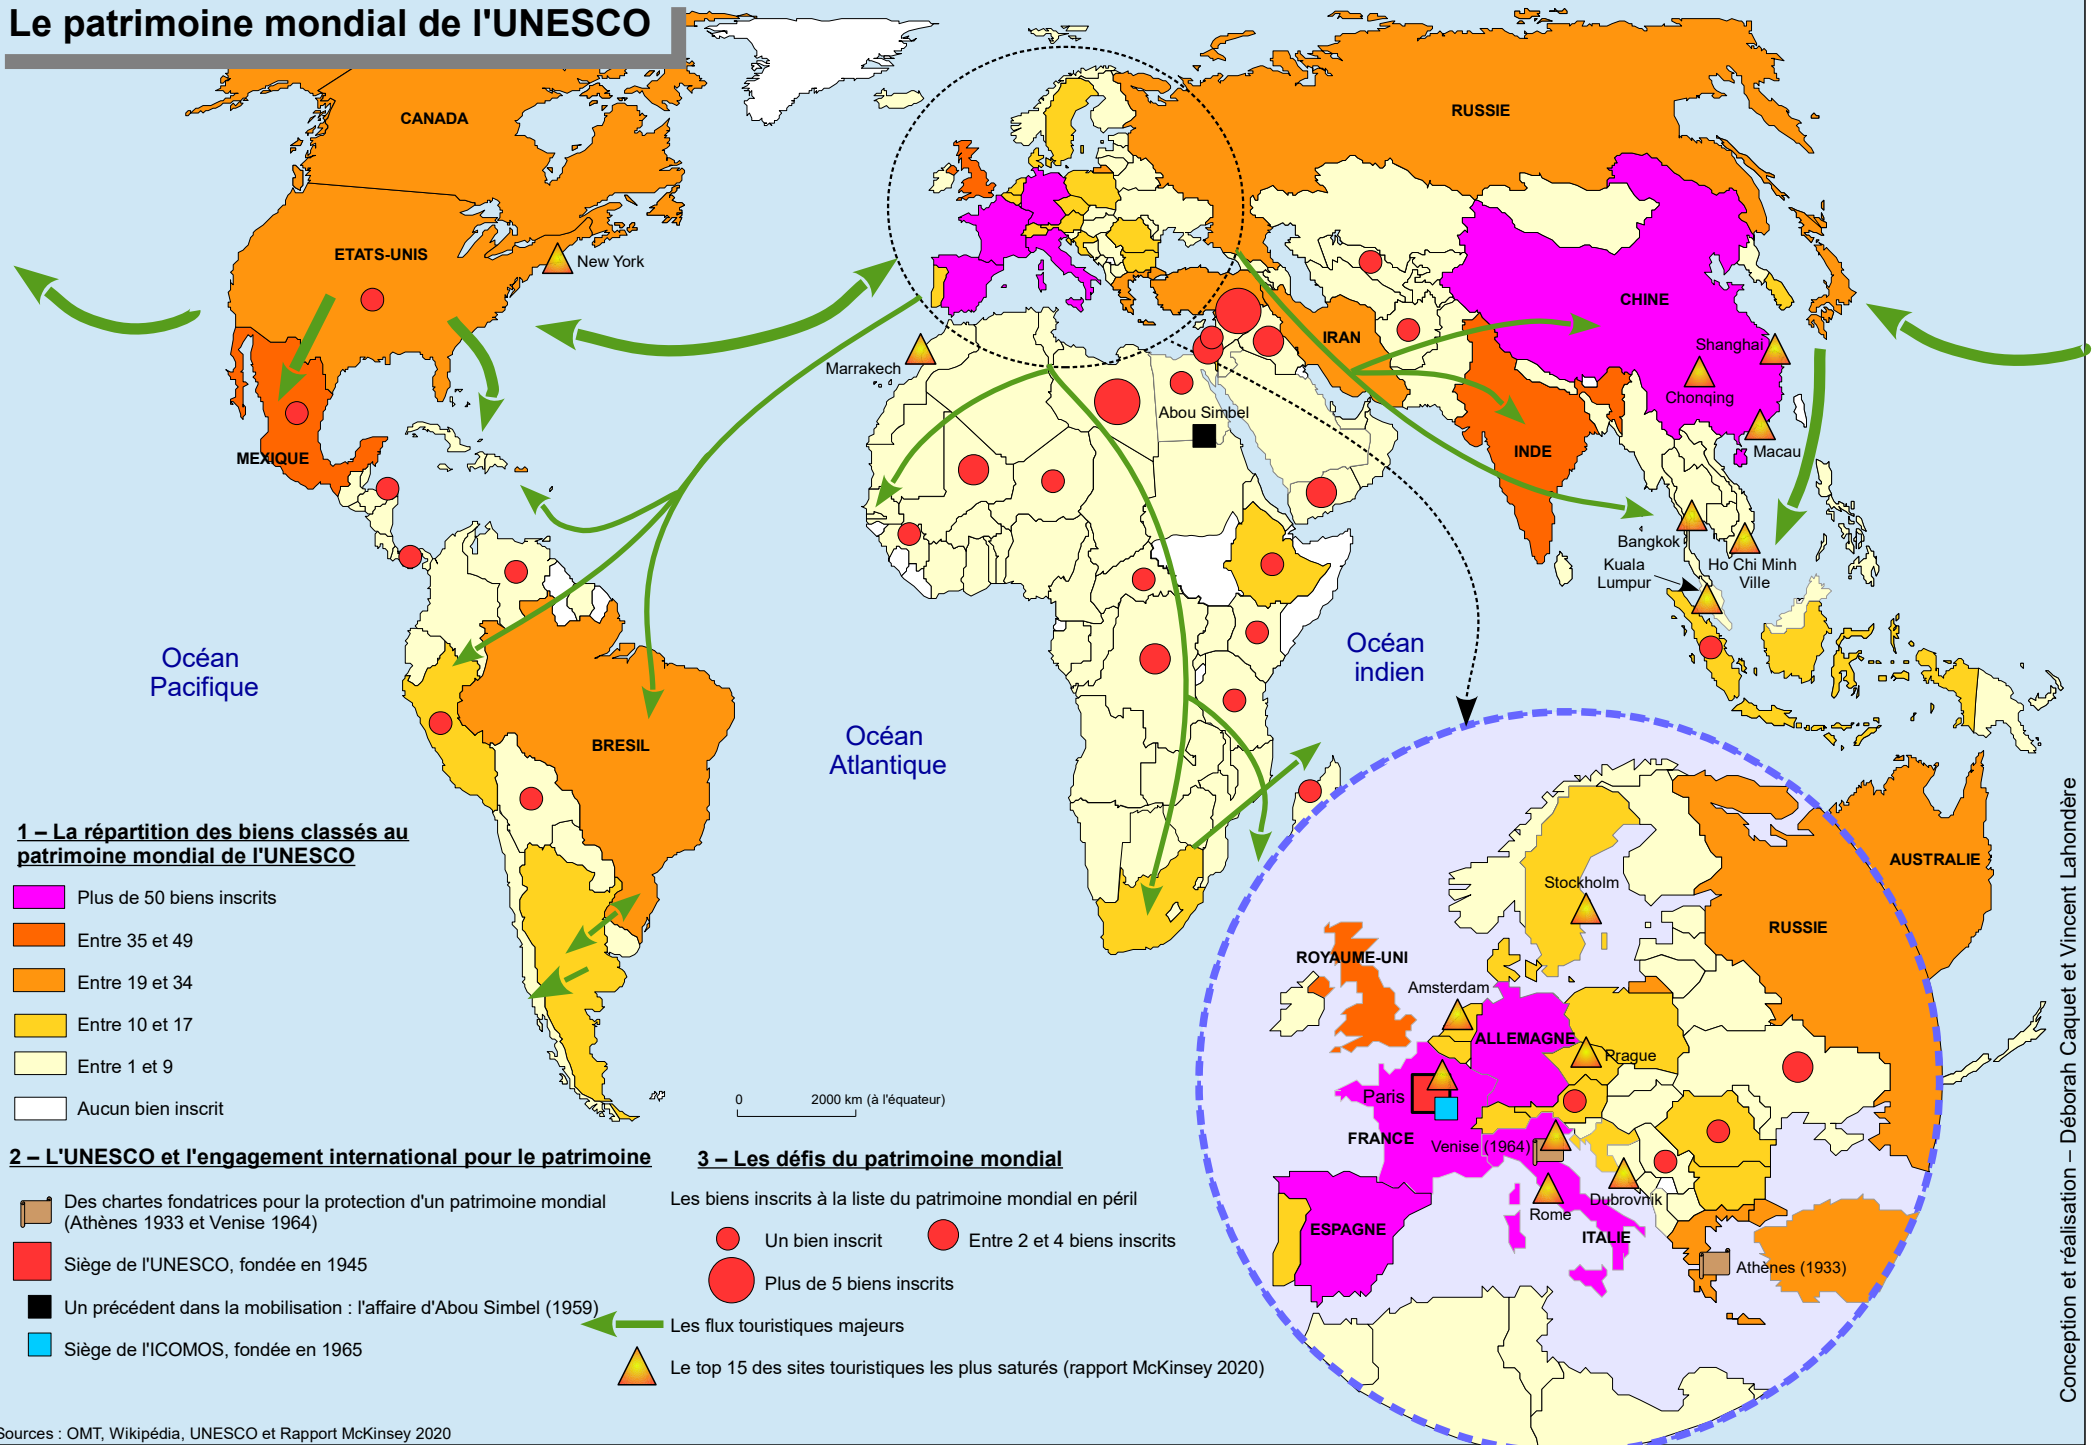 Le patrimoine mondial de l'UNESCO
CANADA
RUSSIE
ETATS-UNIS
New York
CHINE
IRAN
Shanghai
Marrakech
Chonqing
Abou Simbel
INDE
Macau
MEXIQUE
Bangkok
Kuala
Lumpur
Ho Chi Minh
Ville
Océan
Pacifique
Océan
indien
BRESIL
Océan
Atlantique
1 – La répartition des biens classés au
patrimoine mondial de l'UNESCO
Plus de 50 biens inscrits
Entre 35 et 49
Entre 19 et 34
Entre 10 et 17
Entre 1 et 9
Aucun bien inscrit
0
2000 km (à l'équateur)
AUSTRALIE
Stockholm
RUSSIE
ROYAUME-UNI
Amsterdam
ALLEMAGNE
Prague
Paris
FRANCE
Venise (1964)
Dubrovnik
Rome
ESPAGNE
ITALIE
Athènes (1933)
2 – L'UNESCO et l'engagement international pour le patrimoine
Des chartes fondatrices pour la protection d'un patrimoine mondial
(Athènes 1933 et Venise 1964)
Siège de l'UNESCO, fondée en 1945
Un précédent dans la mobilisation : l'affaire d'Abou Simbel (1959)
Siège de l'ICOMOS, fondée en 1965
3 – Les défis du patrimoine mondial
Les biens inscrits à la liste du patrimoine mondial en péril
Un bien inscrit
Entre 2 et 4 biens inscrits
Plus de 5 biens inscrits
Les flux touristiques majeurs
Le top 15 des sites touristiques les plus saturés (rapport McKinsey 2020)
Sources : OMT, Wikipédia, UNESCO et Rapport McKinsey 2020
Conception et réalisation – Déborah Caquet et Vincent Lahondère